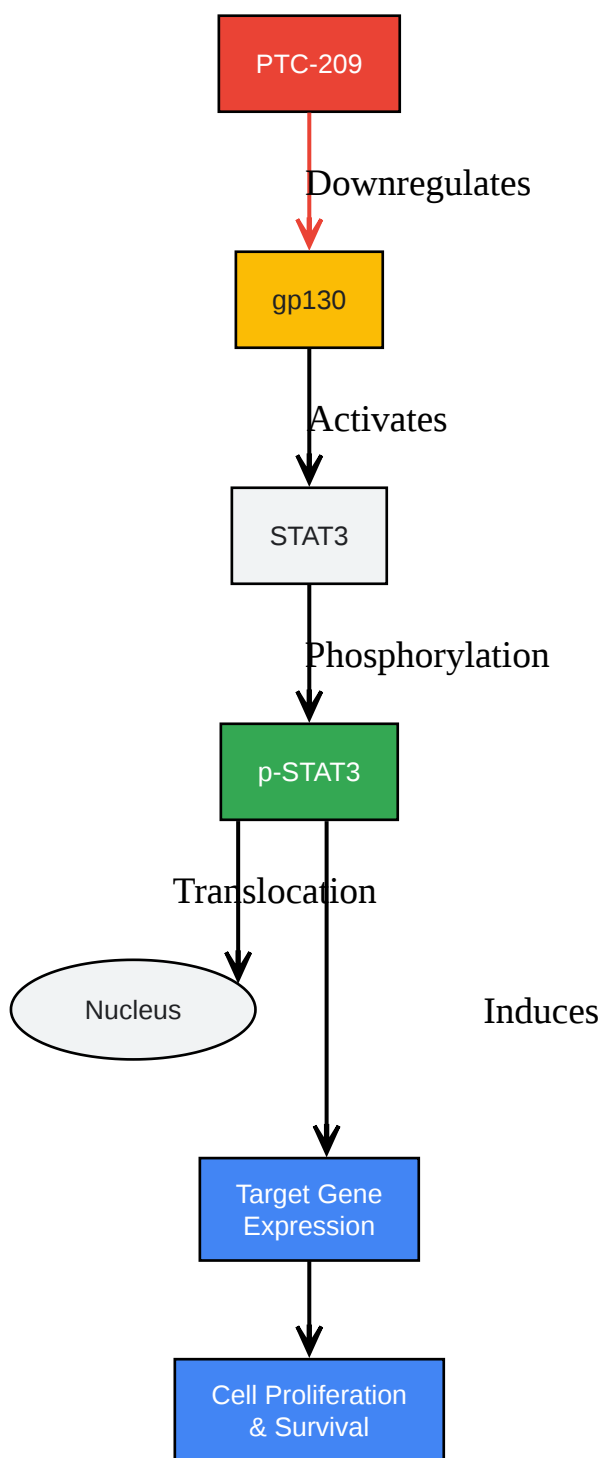 PTC-209
Downregulates
gp130
Activates
STAT3
Phosphorylation
p-STAT3
Translocation
Nucleus
Induces
Target Gene
Expression
Cell Proliferation
& Survival